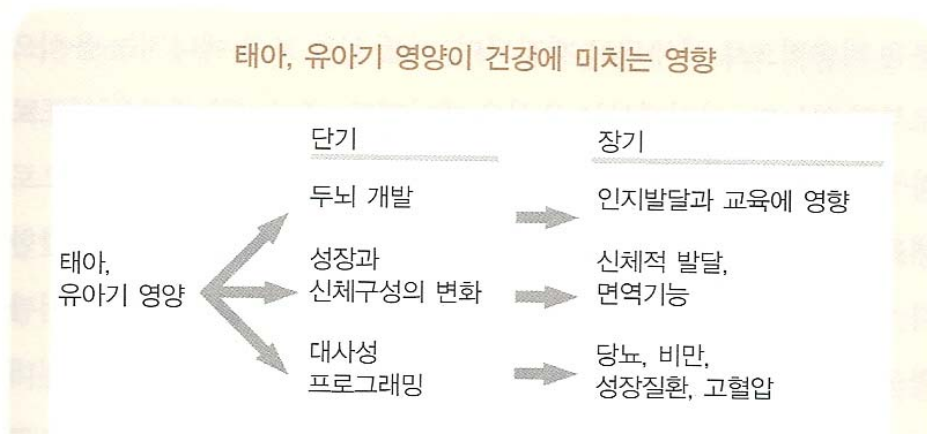 태아, 유아기 영양이 건강에 미치는 영향
단기
장기
두뇌 개발
인지발달과 교육에 영향
태아,
유아기 영양
성장과
신체구성의 변화
신체적 발달,
면역기능
대사성
프로그래밍
당뇨, 비만,
성장질환, 고혈압